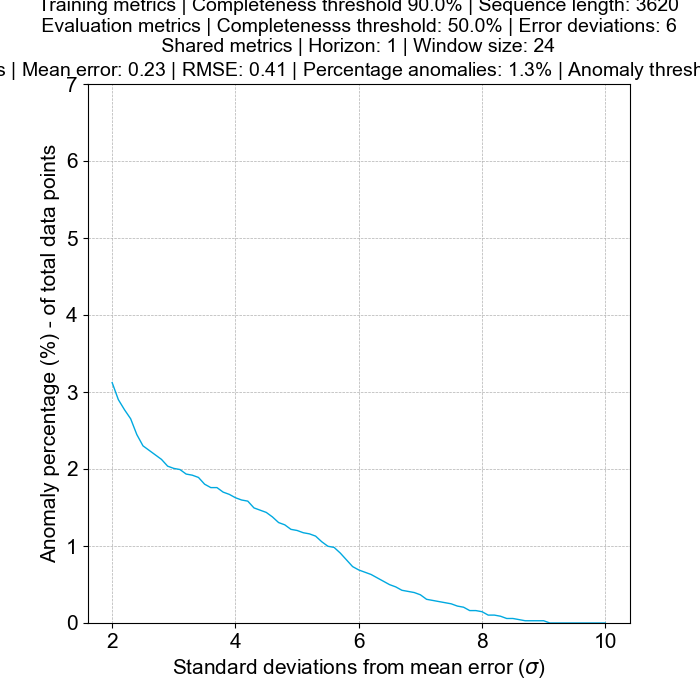 Training metrics | Completeness threshold 90.0% | Sequence length: 3620
Evaluation metrics | Completenesss threshold: 50.0% | Error deviations: 6
Shared metrics | Horizon: 1 | Window size: 24
s | Mean error: 0.23 | RMSE: 0.41 | Percentage anomalies: 1.3% | Anomaly thresh
7
6
5
4
3
2
1
0
Anomaly percentage (%) - of total data points
2 4 6 8 10
Standard deviations from mean error (σ)